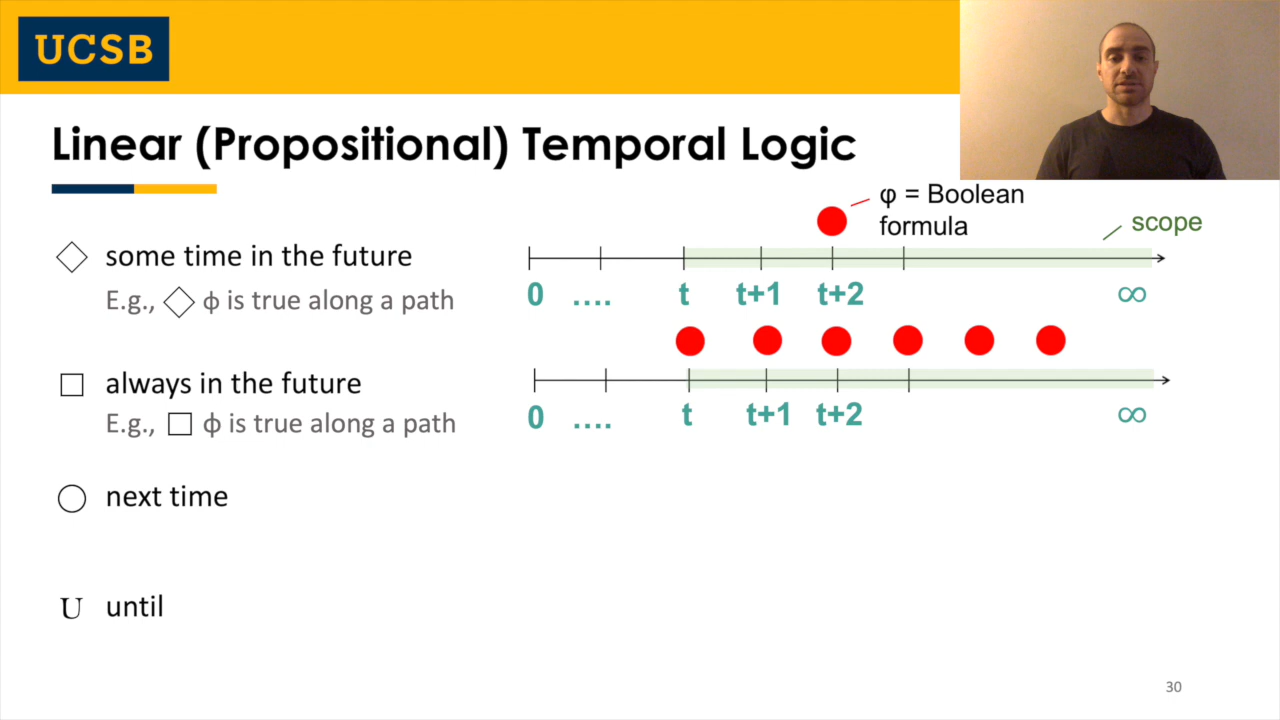 UCSB
Linear (Propositional) Temporal Logic
φ = Boolean
formula
scope
◇ some time in the future
E.g., ◇ ϕ is true along a path
0 .... t t+1 t+2 ∞
□ always in the future
E.g., □ ϕ is true along a path
0 .... t t+1 t+2 ∞
○ next time
U until
30